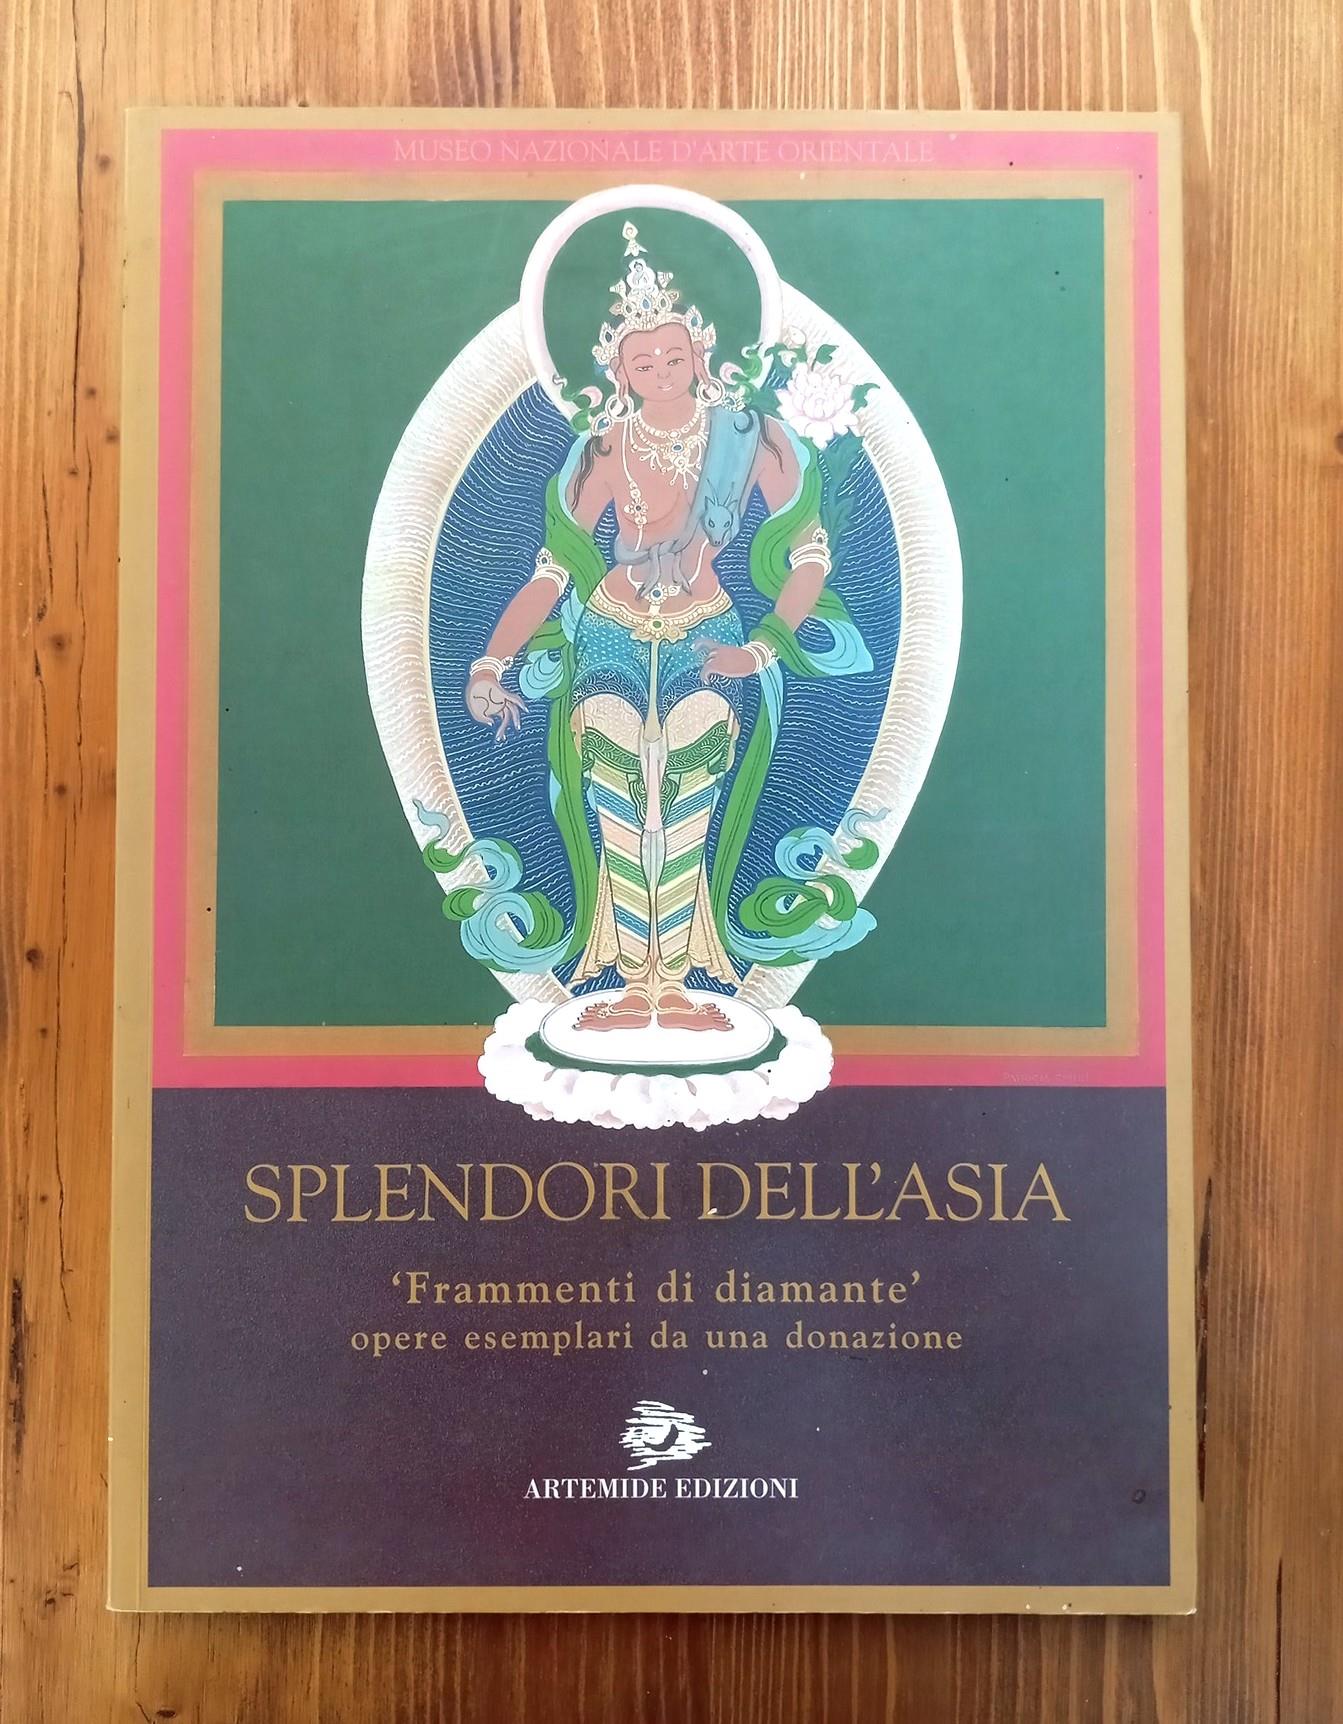 MUSEO NAZIONALE D'ARTE ORIENTALE
SPLENDORI DELL'ASIA
'Frammenti di diamante'
opere esemplari da una donazione
ARTEMIDE EDIZIONI